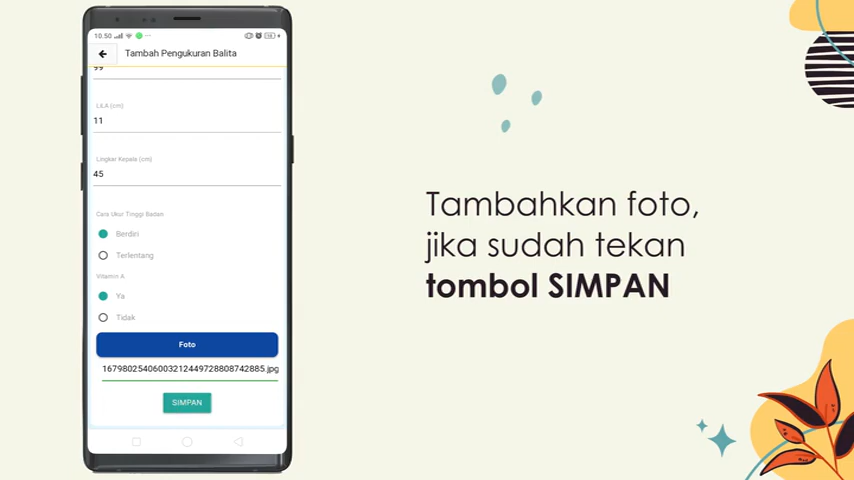 10.50
Tambah Pengukuran Balita
99
LILA (cm)
11
Lingkar Kepala (cm)
45
Cara Ukur Tinggi Badan
Berdiri
Terlentang
Vitamin A
Ya
Tidak
Foto
16798025406003212449728808742885.jpg
SIMPAN
Tambahkan foto,
jika sudah tekan
tombol SIMPAN